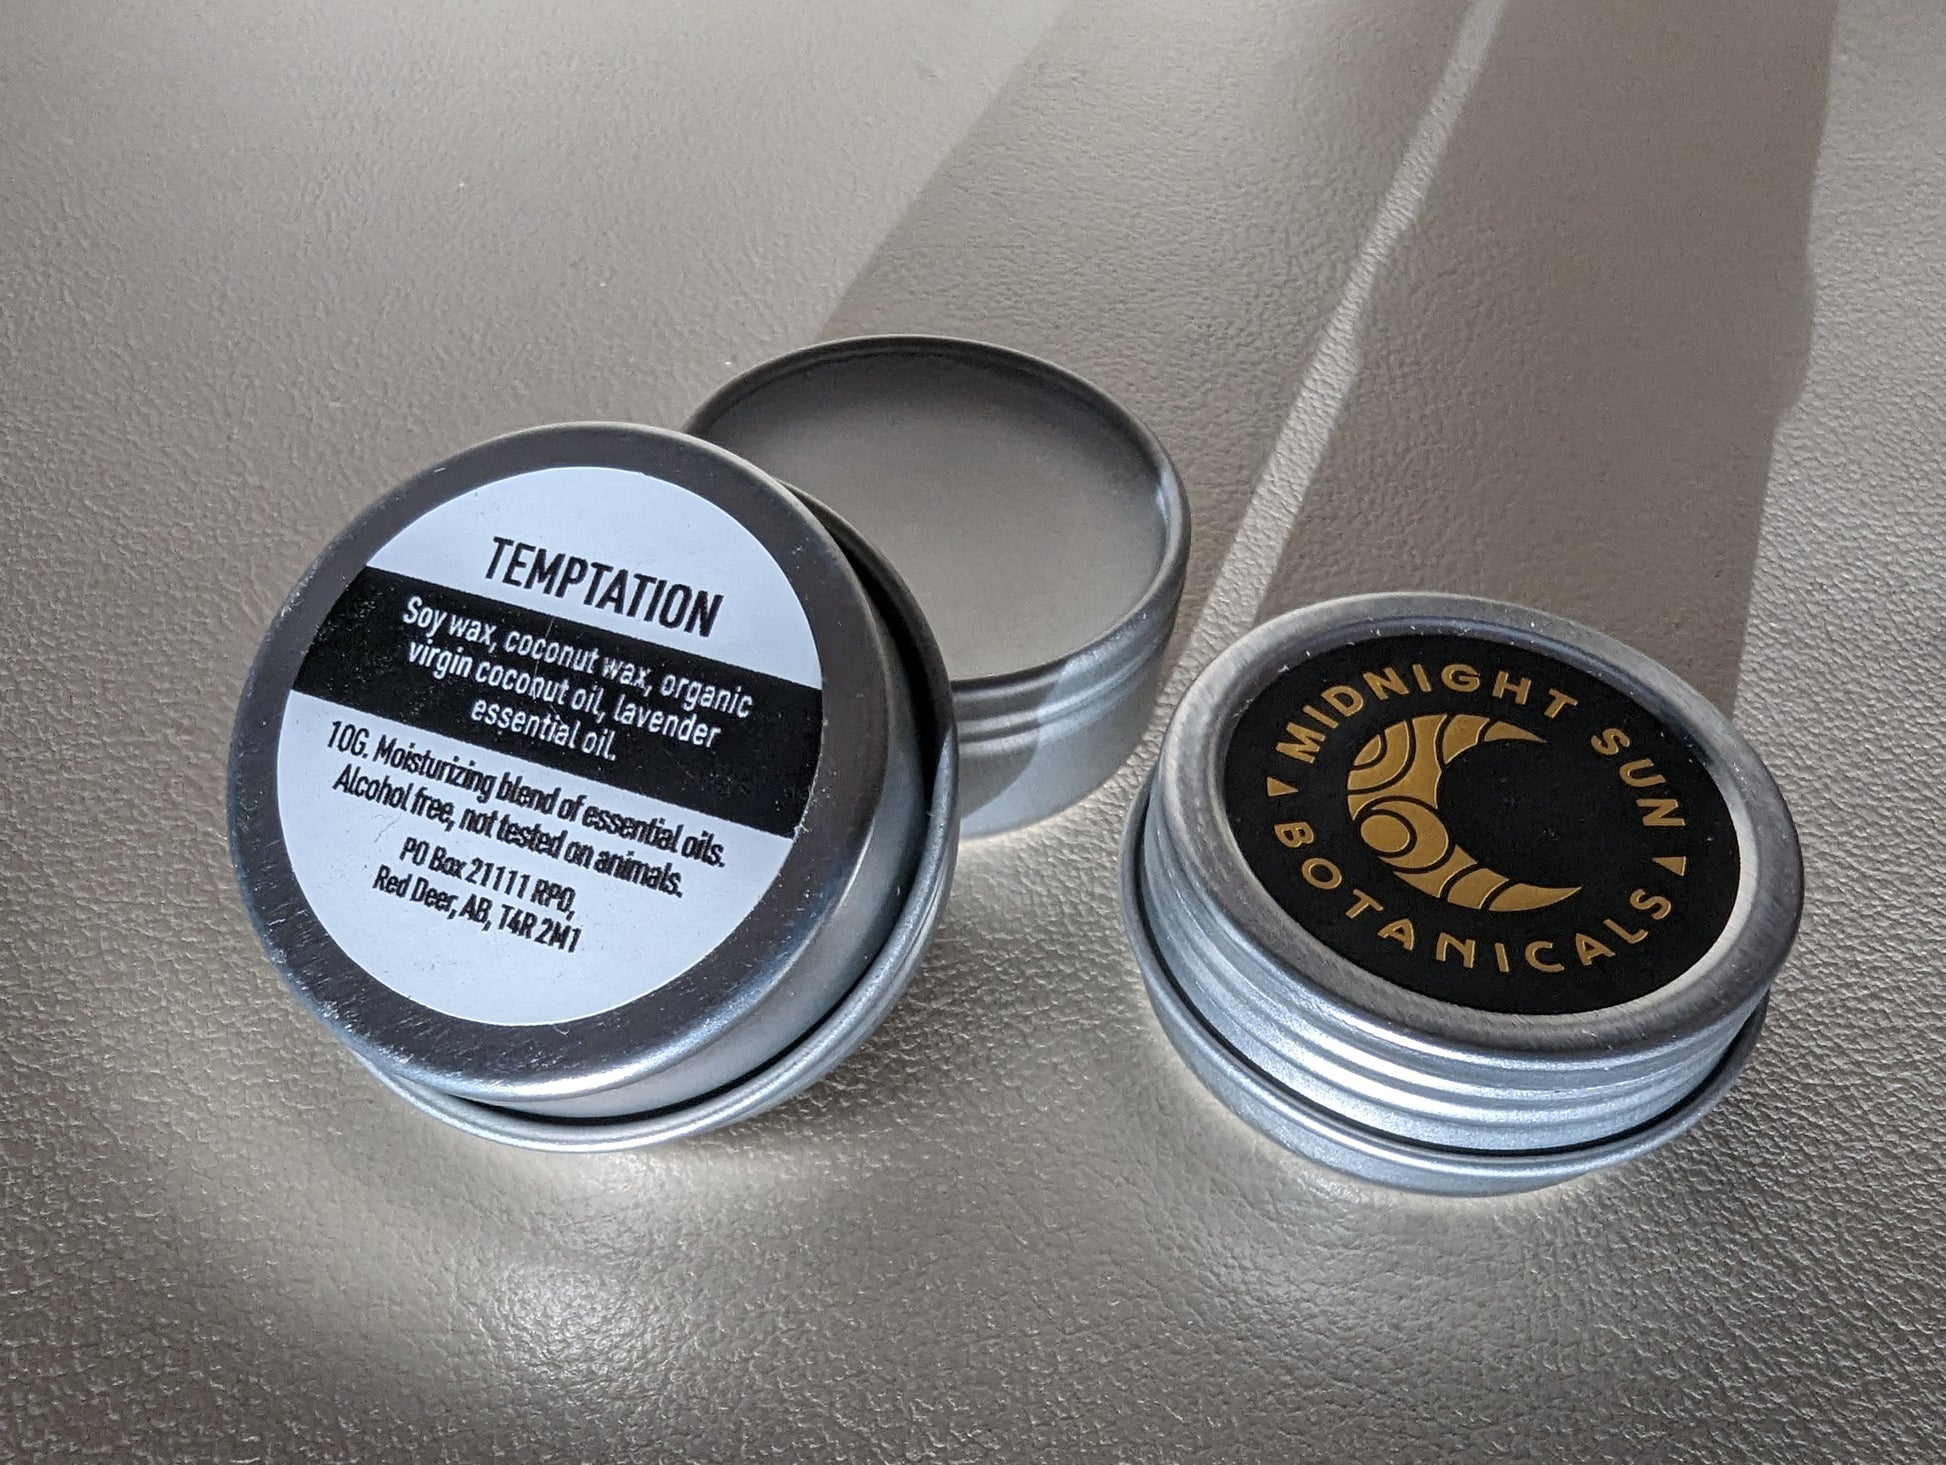 TEMPTATION
Soy wax, coconut wax, organic
virgin coconut oil, lavender
essential oil.
10G. Moisturizing blend of essential oils.
Alcohol free, not tested on animals.
PO Box 21111 RPO,
Red Deer, AB, T4R 2M1
MIDNIGHT SUN
BOTANICALS